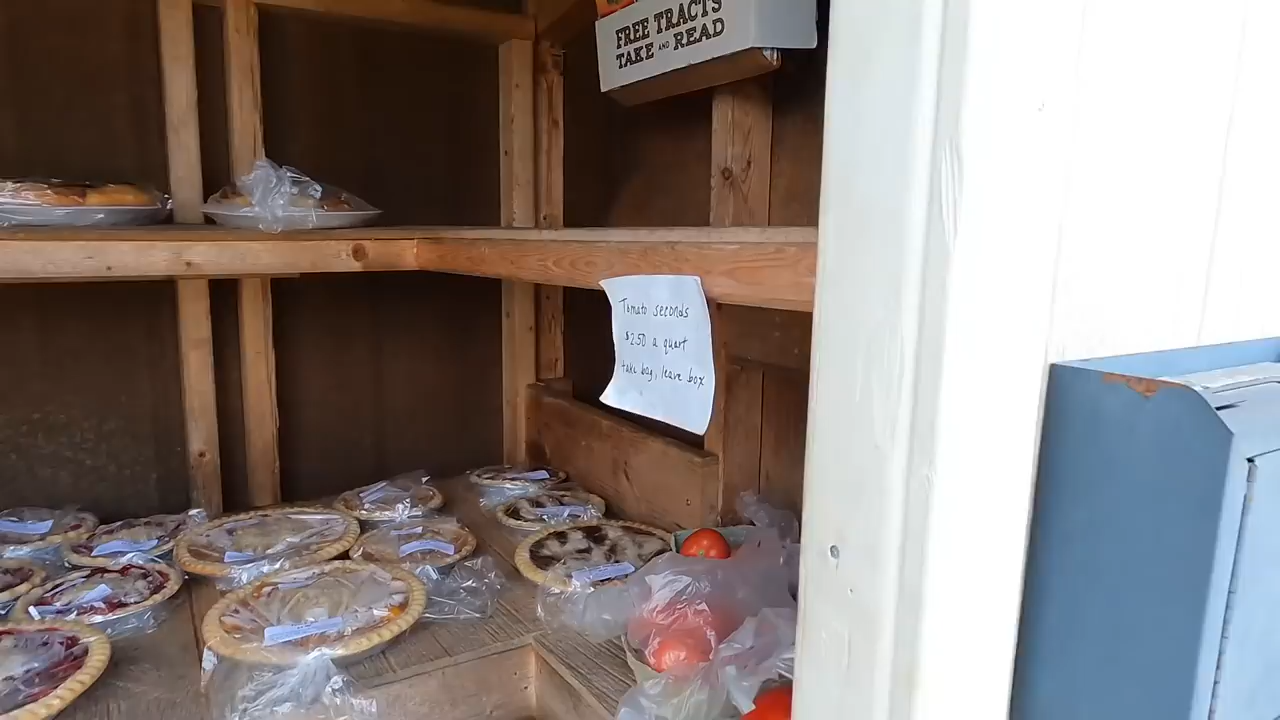 FREE TRACTS
TAKE AND READ
Tomato seconds
$2.50 a quart
take bag, leave box